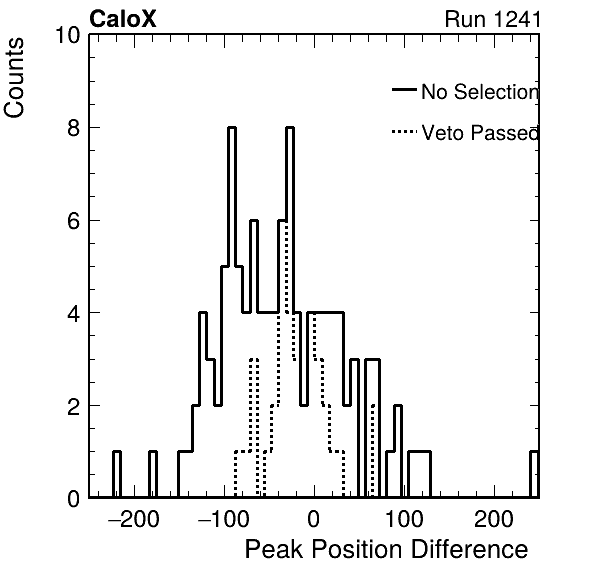 CaloX Run 1241
Counts
10
No Selection
8
Veto Passed
6
4
2
0
−200 −100 0 100 200
Peak Position Difference